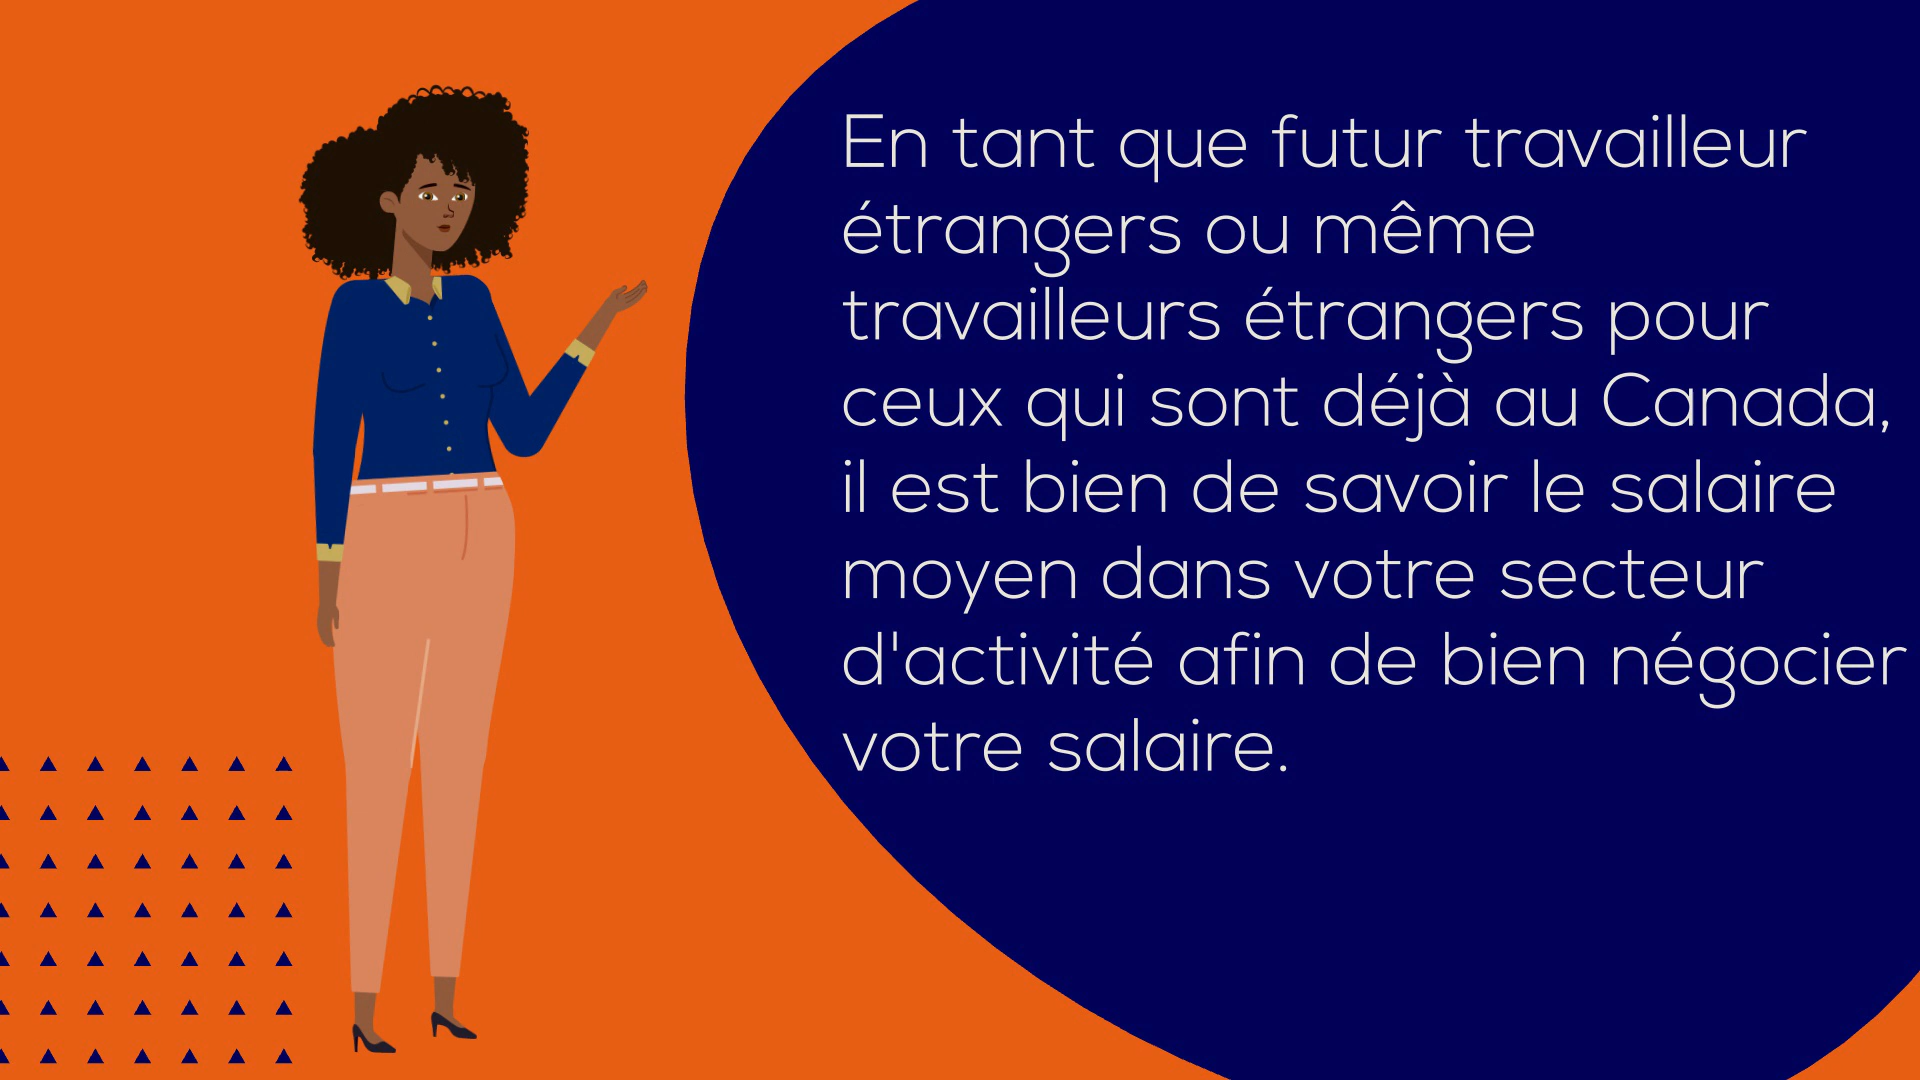 En tant que futur travailleur
étrangers ou même
travailleurs étrangers pour
ceux qui sont déjà au Canada,
il est bien de savoir le salaire
moyen dans votre secteur
d'activité afin de bien négocier
votre salaire.